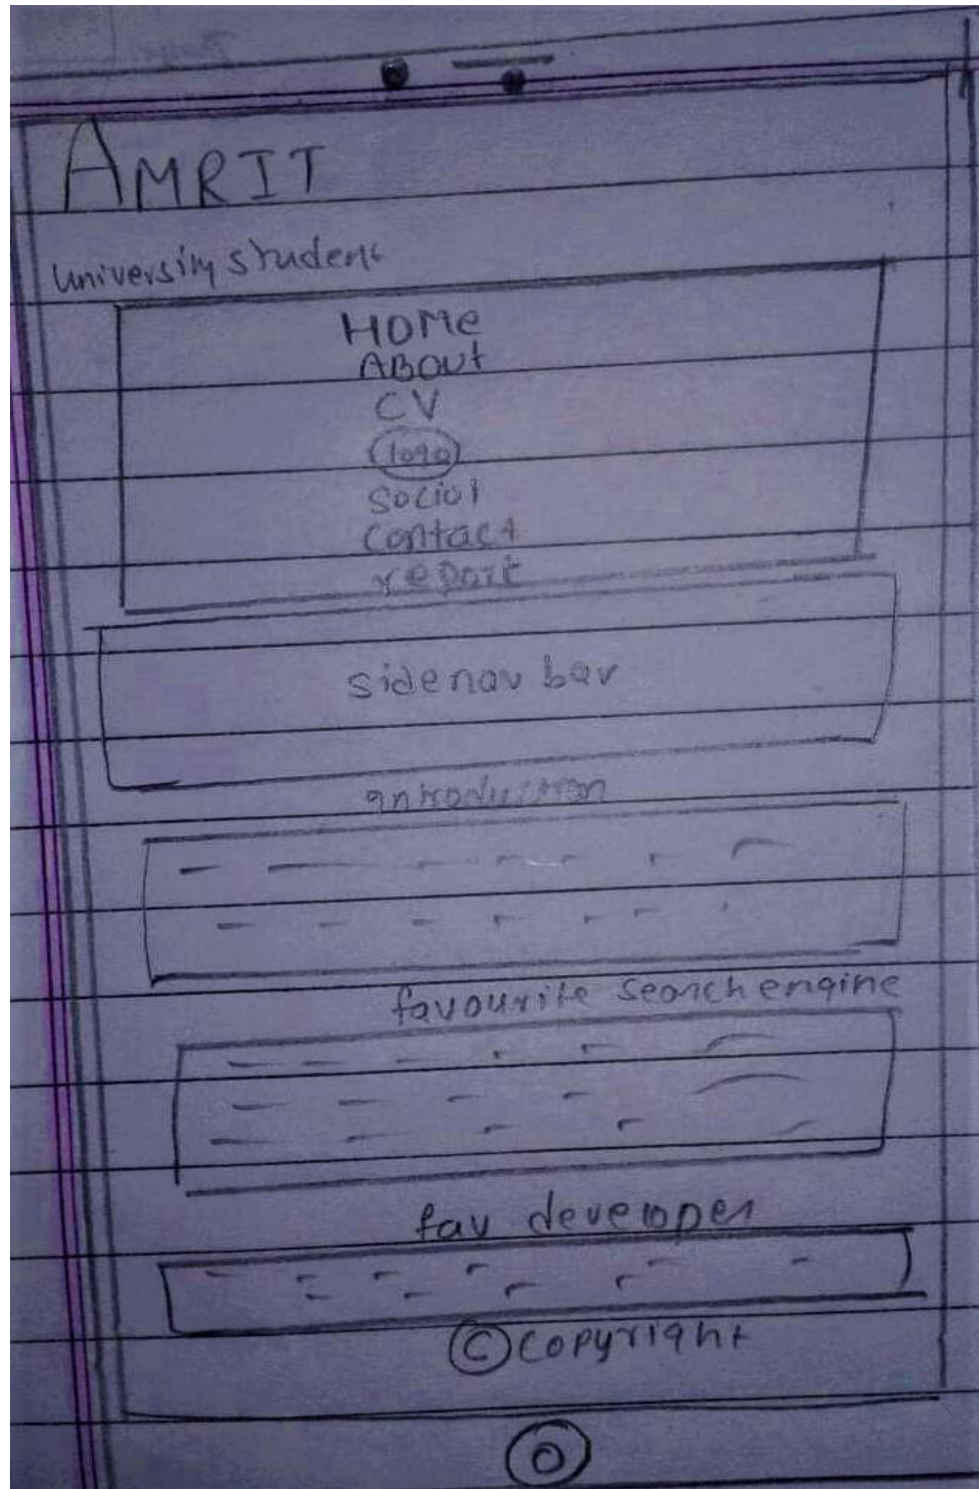 AMRIT
university student
HOMe
ABOUt
CV
logo
Social
Contact
report
sidenav bar
introduction
favourite search engine
fav developer
© copyright